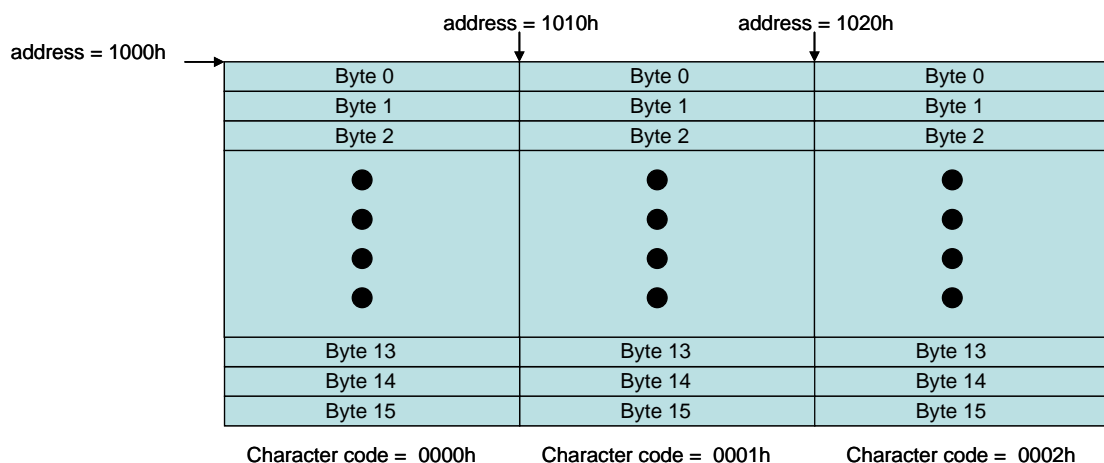 address = 1010h address = 1020h
address = 1000h
Byte 0 Byte 0 Byte 0
Byte 1 Byte 1 Byte 1
Byte 2 Byte 2 Byte 2
Byte 13 Byte 13 Byte 13
Byte 14 Byte 14 Byte 14
Byte 15 Byte 15 Byte 15
Character code = 0000h Character code = 0001h Character code = 0002h